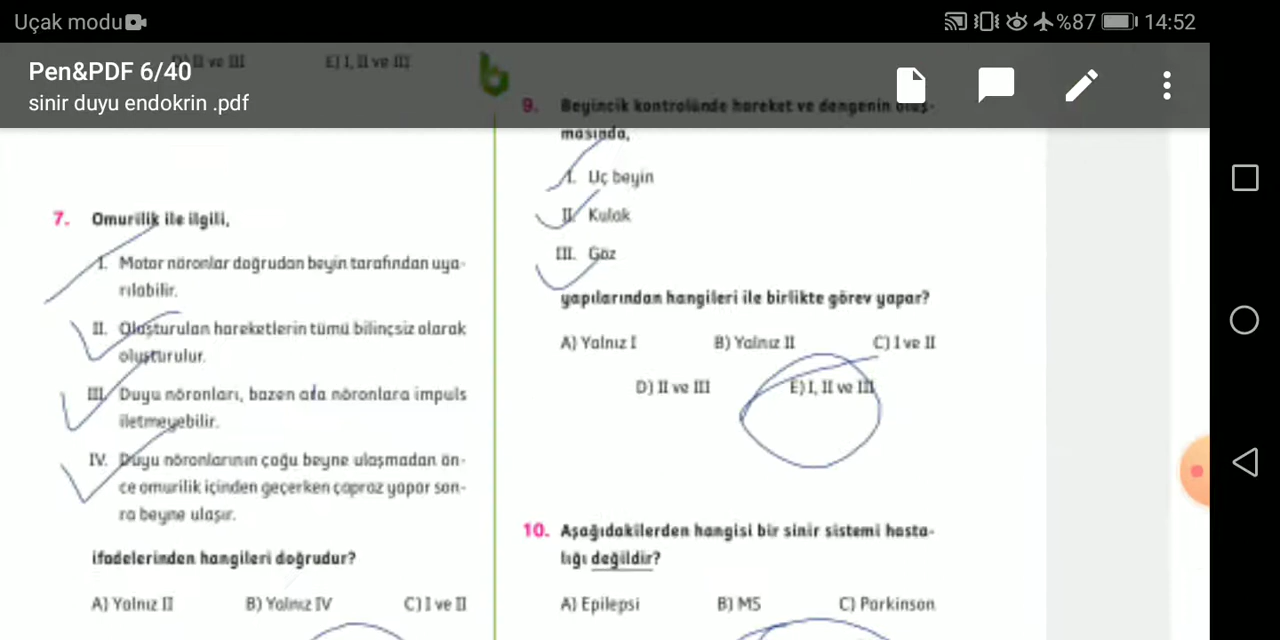 Uçak modu
%87 14:52
Pen&PDF 6/40
sinir duyu endokrin .pdf
D) II ve III E) I, II ve III
7. Omurilik ile ilgili,
I. Motor nöronlar doğrudan beyin tarafından uya-
rılabilir.
II. Oluşturulan hareketlerin tümü bilinçsiz olarak
oluşturulur.
III. Duyu nöronları, bazen ara nöronlara impuls
iletmeyebilir.
IV. Duyu nöronlarının çoğu beyne ulaşmadan ön-
ce omurilik içinden geçerken çapraz yapar son-
ra beyne ulaşır.
ifadelerinden hangileri doğrudur?
A) Yalnız II B) Yalnız IV C) I ve II
9. Beyincik kontrolünde hareket ve dengenin oluş-
masında,
I. Uç beyin
II. Kulak
III. Göz
yapılarından hangileri ile birlikte görev yapar?
A) Yalnız I B) Yalnız II C) I ve II
D) II ve III E) I, II ve III
10. Aşağıdakilerden hangisi bir sinir sistemi hasta-
lığı değildir?
A) Epilepsi B) MS C) Parkinson